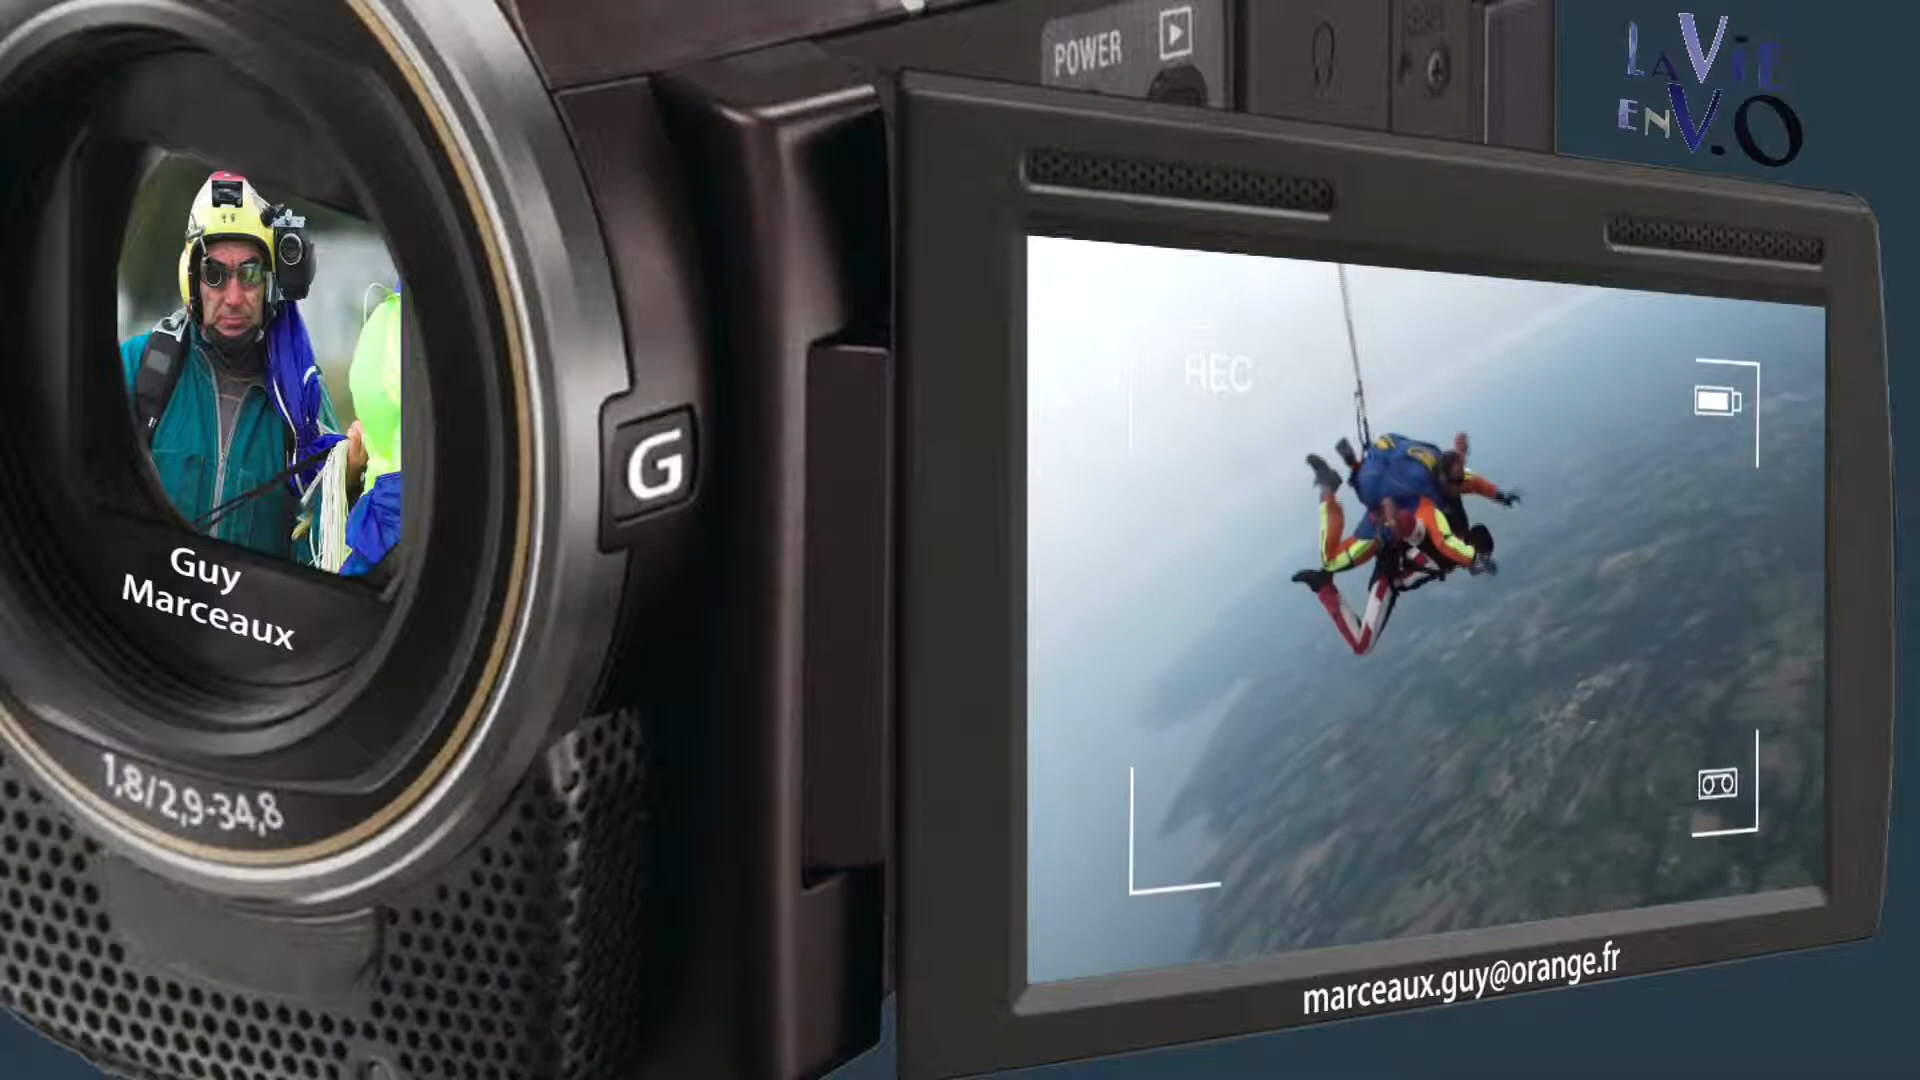 POWER
LA VIE
EN V.O
REC
G
Guy
Marceaux
1,8/2,9-34,8
marceaux.guy@orange.fr